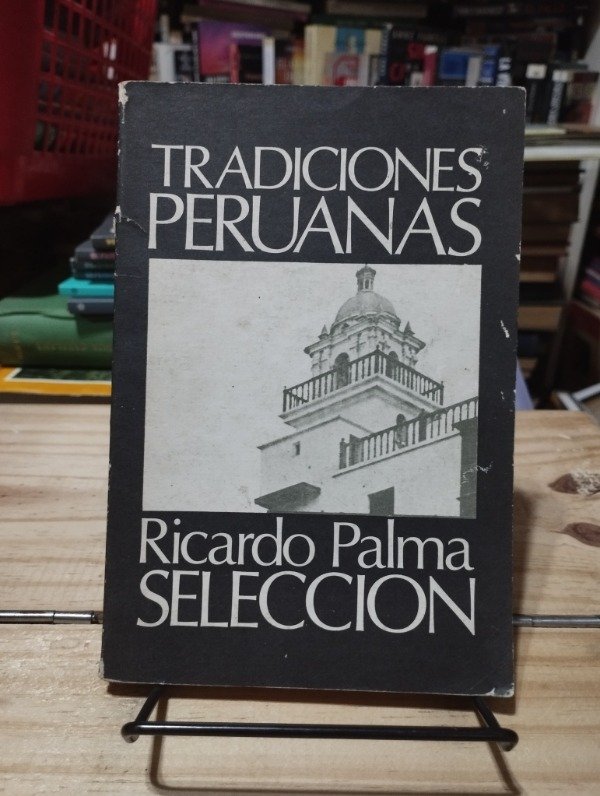 TRADICIONES
PERUANAS
Ricardo Palma
SELECCION